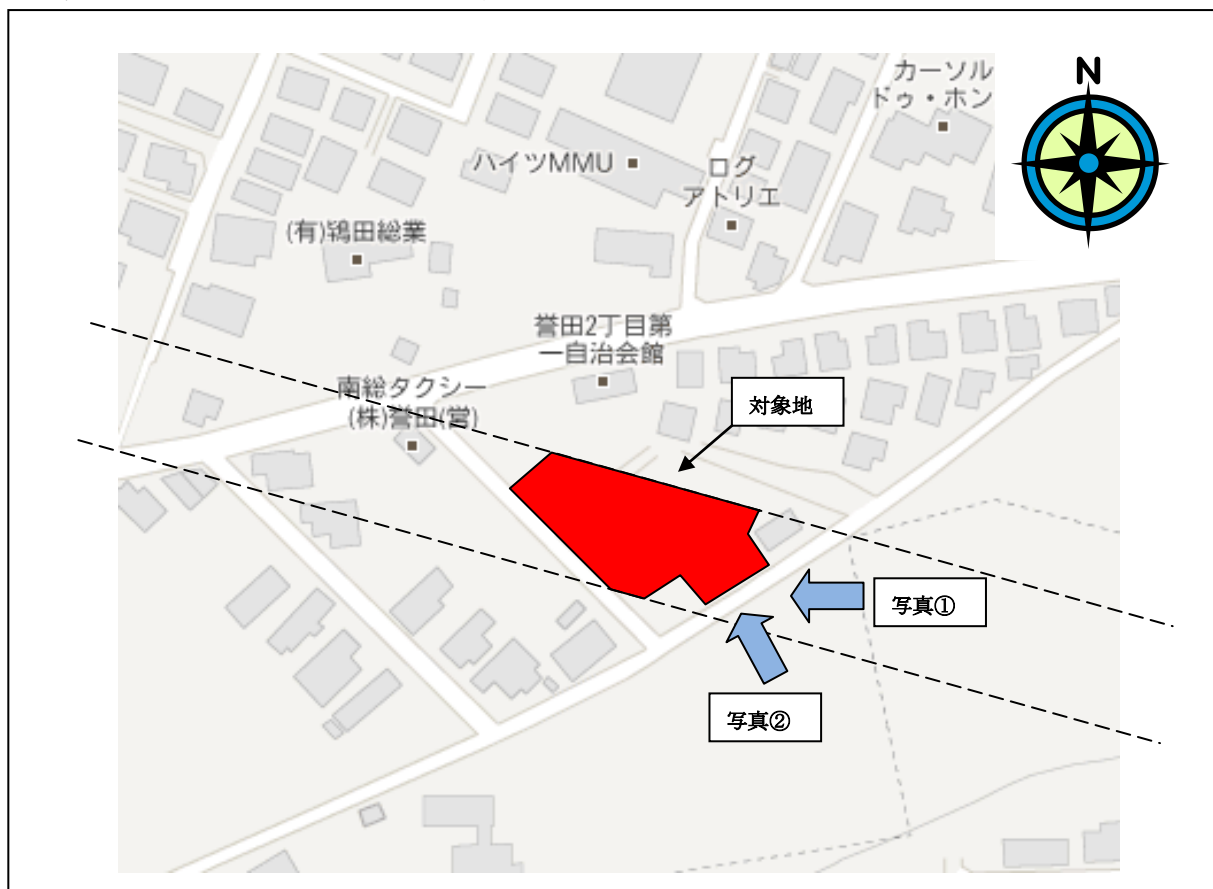 N
カーソル
ドゥ・ホン
ハイツMMU
ログ
アトリエ
(有)鴇田総業
誉田2丁目第
一自治会館
南総タクシー
(株)誉田(営)
対象地
写真①
写真②